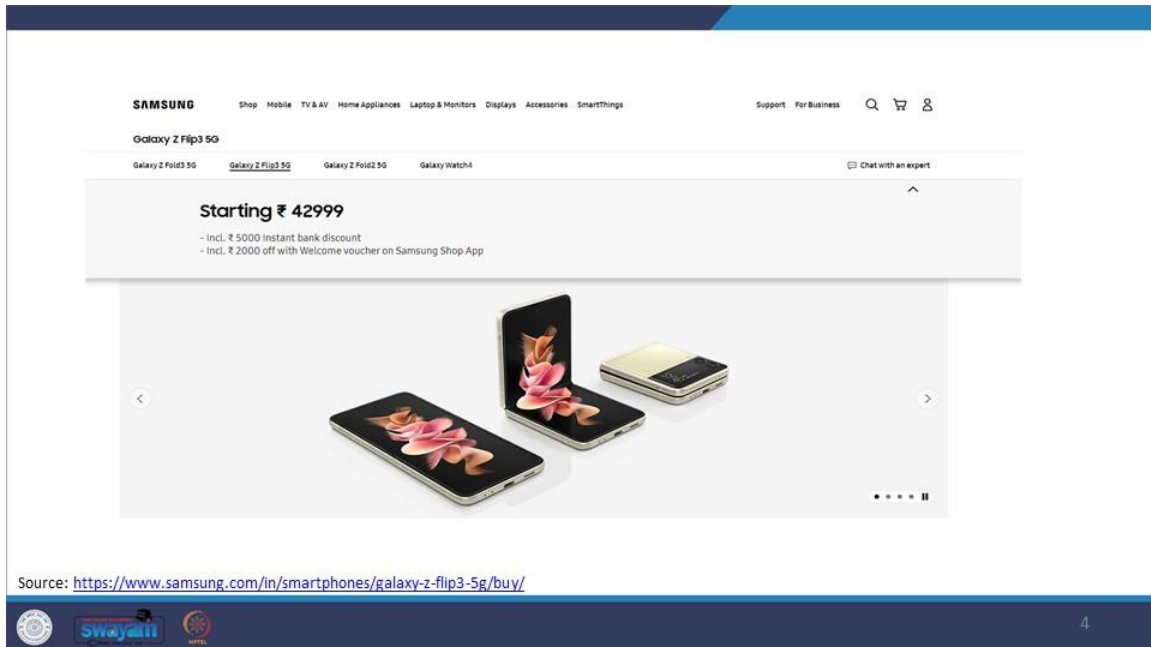 SAMSUNG Shop Mobile TV & AV Home Appliances Laptop & Monitors Displays Accessories SmartThings Support For Business
Galaxy Z Flip3 5G
Galaxy Z Fold3 5G Galaxy Z Flip3 5G Galaxy Z Fold2 5G Galaxy Watch4 Chat with an expert
Starting ₹ 42999
- Incl. ₹ 5000 Instant bank discount
- Incl. ₹ 2000 off with Welcome voucher on Samsung Shop App
Source: https://www.samsung.com/in/smartphones/galaxy-z-flip3-5g/buy/
swayam NPTEL 4